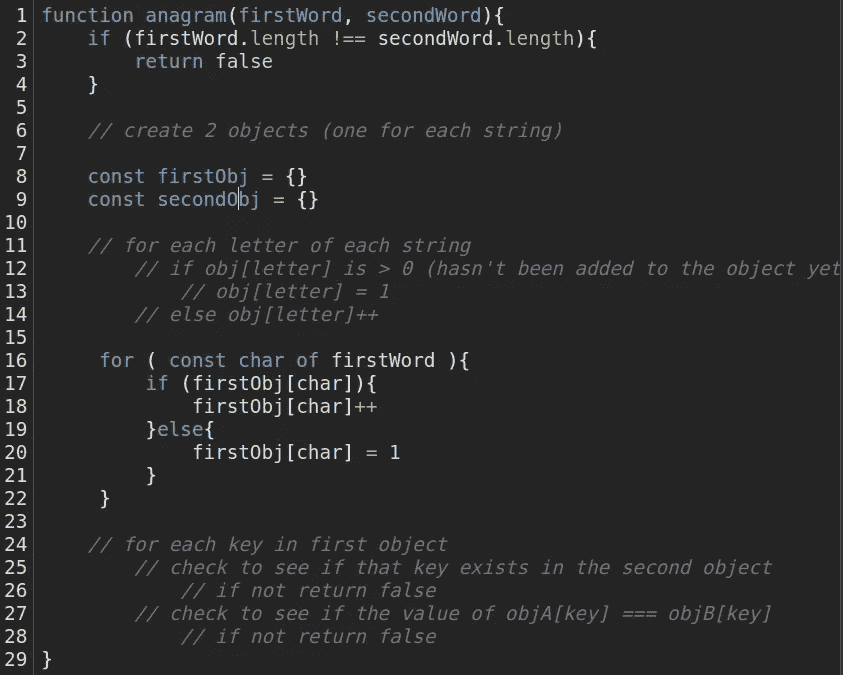 1 function anagram(firstWord, secondWord){
2     if (firstWord.length !== secondWord.length){
3         return false
4     }
5
6     // create 2 objects (one for each string)
7
8     const firstObj = {}
9     const secondObj = {}
10
11     // for each letter of each string
12         // if obj[letter] is > 0 (hasn't been added to the object yet
13             // obj[letter] = 1
14         // else obj[letter]++
15
16      for ( const char of firstWord ){
17          if (firstObj[char]){
18              firstObj[char]++
19          }else{
20              firstObj[char] = 1
21          }
22      }
23
24     // for each key in first object
25         // check to see if that key exists in the second object
26             // if not return false
27         // check to see if the value of objA[key] === objB[key]
28             // if not return false
29 }